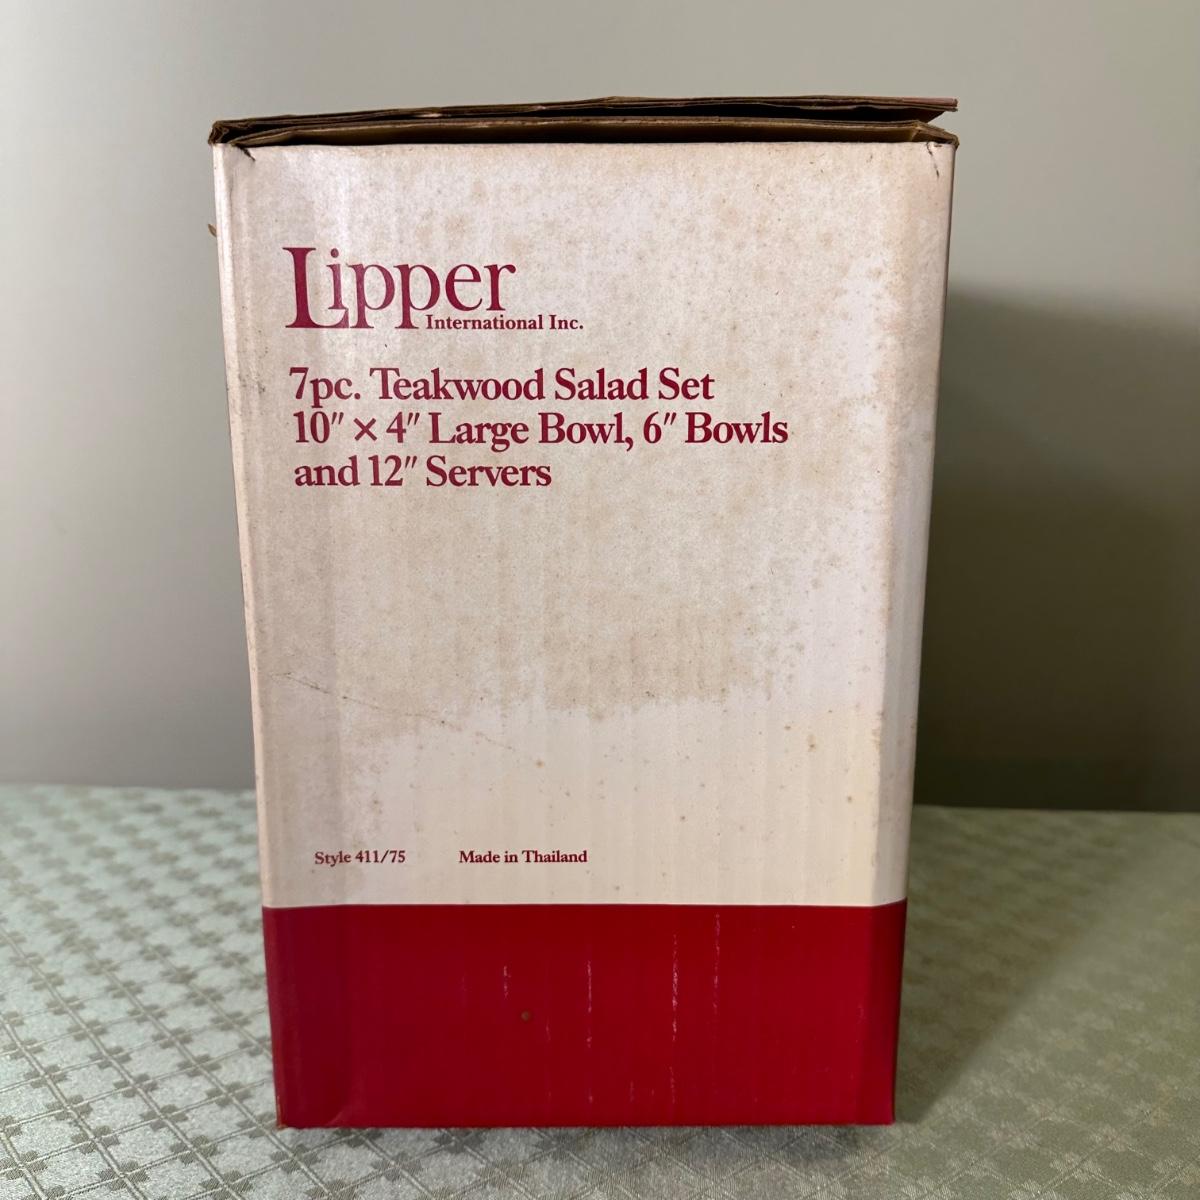 Lipper
International Inc.
7pc. Teakwood Salad Set
10″ × 4″ Large Bowl, 6″ Bowls
and 12″ Servers
Style 411/75 Made in Thailand